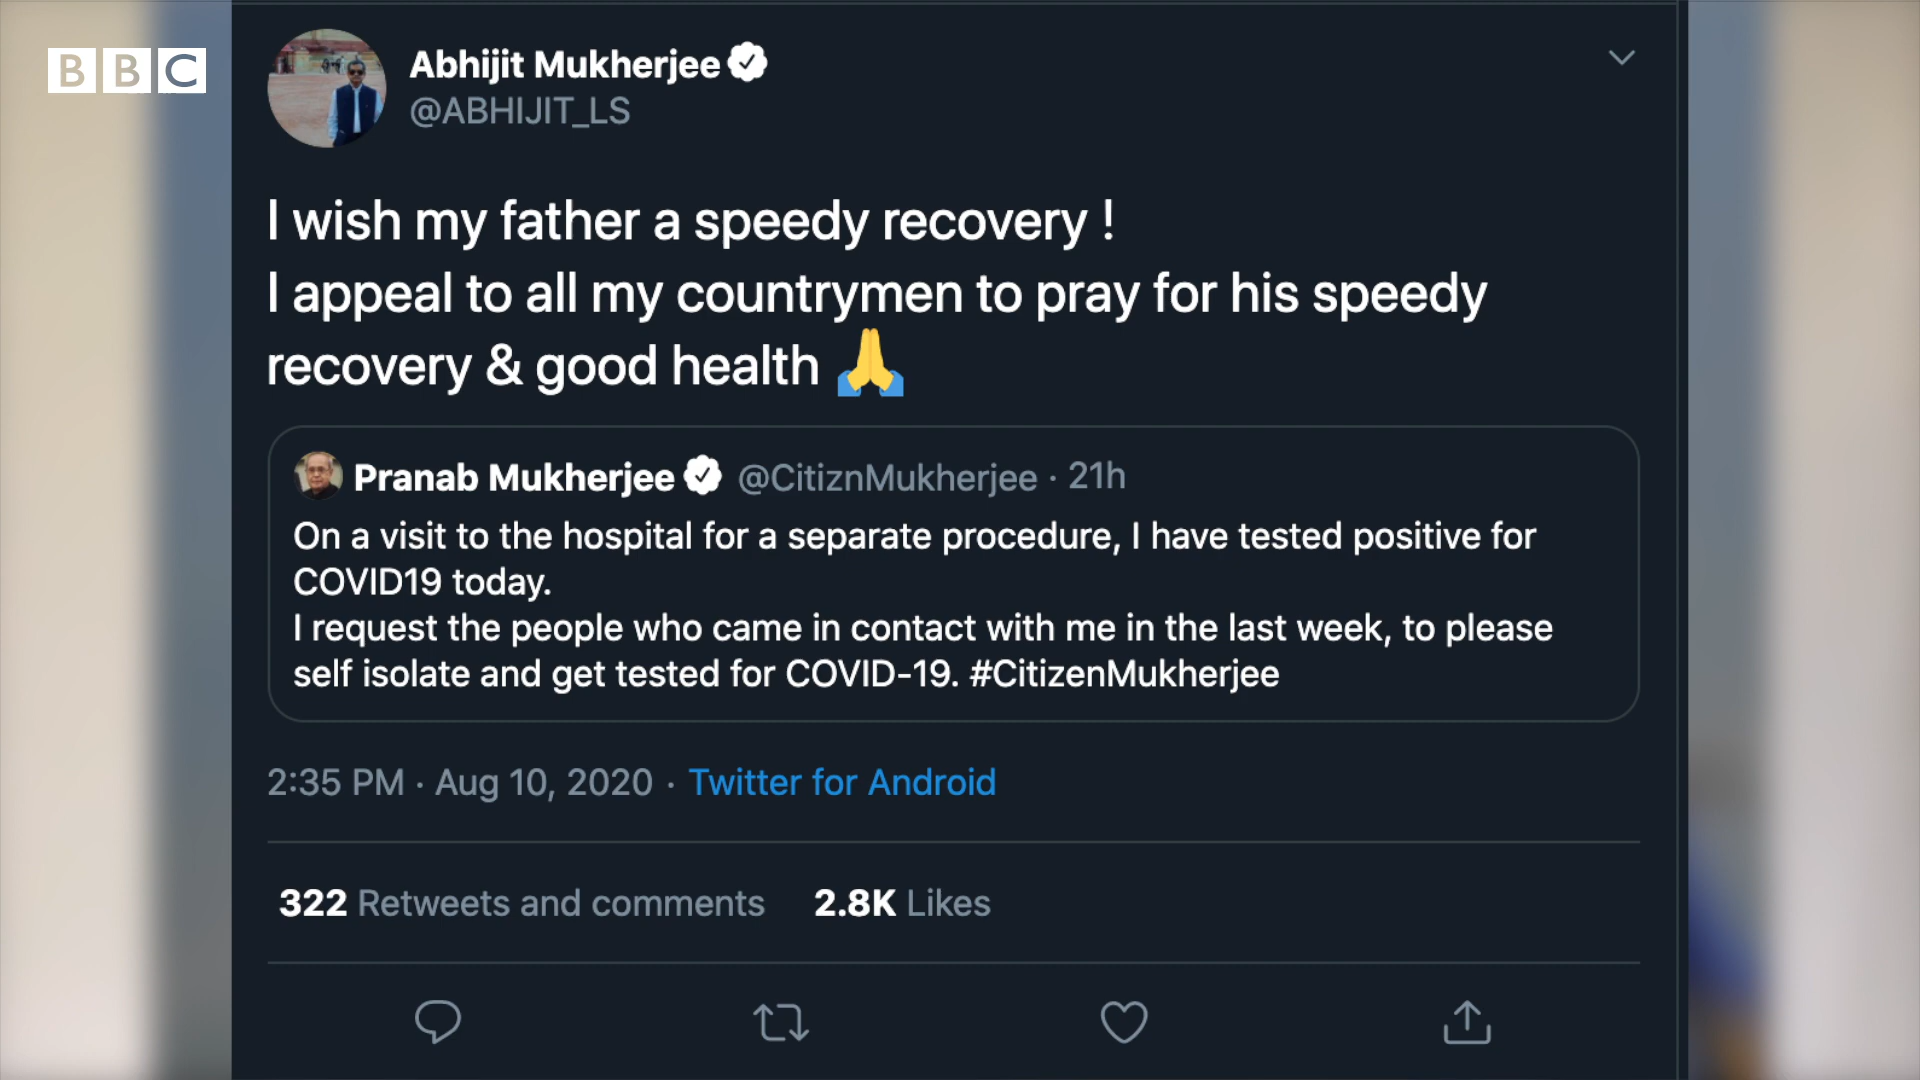 BBC
Abhijit Mukherjee
@ABHIJIT_LS
I wish my father a speedy recovery !
I appeal to all my countrymen to pray for his speedy
recovery & good health 🙏
Pranab Mukherjee @CitiznMukherjee · 21h
On a visit to the hospital for a separate procedure, I have tested positive for
COVID19 today.
I request the people who came in contact with me in the last week, to please
self isolate and get tested for COVID-19. #CitizenMukherjee
2:35 PM · Aug 10, 2020 · Twitter for Android
322 Retweets and comments 2.8K Likes